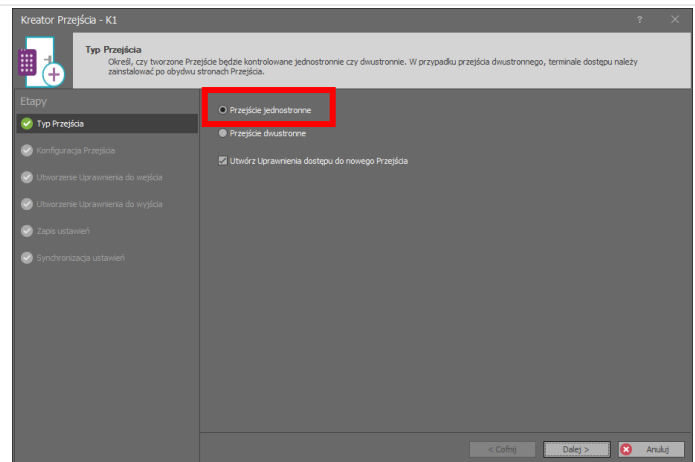 Kreator Przejścia - K1
?
Typ Przejścia
Określ, czy tworzone Przejście będzie kontrolowane jednostronnie czy dwustronnie. W przypadku przejścia dwustronnego, terminale dostępu należy
zainstalować po obydwu stronach Przejścia.
Etapy
Typ Przejścia
Konfiguracja Przejścia
Utworzenie Uprawnienia do wejścia
Utworzenie Uprawnienia do wyjścia
Zapis ustawień
Synchronizacja ustawień
Przejście jednostronne
Przejście dwustronne
Utwórz Uprawnienia dostępu do nowego Przejścia
< Cofnij
Dalej >
Anuluj